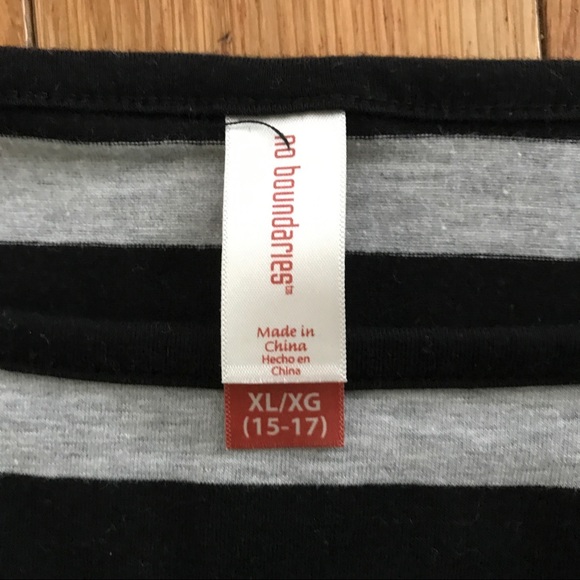 no boundaries™
Made in
China
Hecho en
China
XL/XG
(15-17)